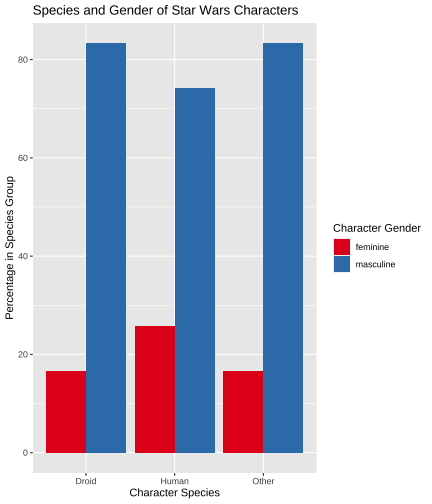 Species and Gender of Star Wars Characters
Percentage in Species Group
80
60
40
20
0
Droid
Human
Other
Character Species
Character Gender
feminine
masculine